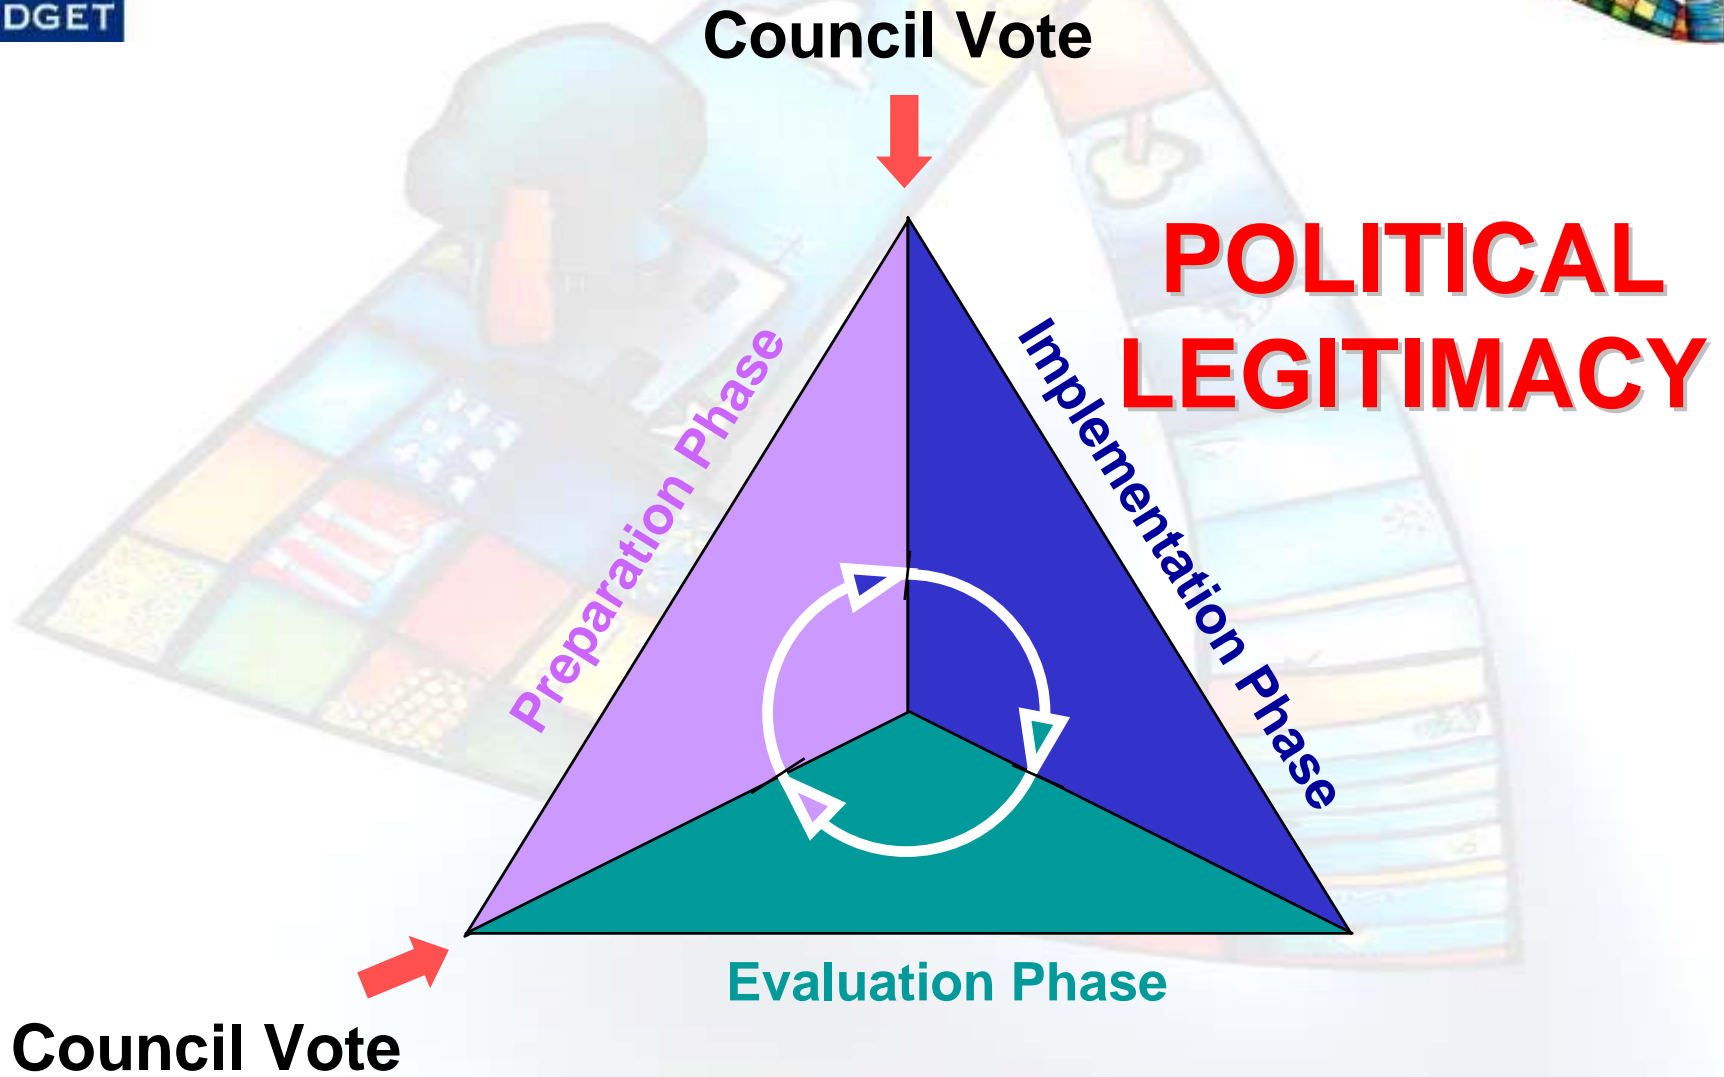 DGET
Council Vote
POLITICAL
LEGITIMACY
Preparation Phase
Implementation Phase
Evaluation Phase
Council Vote